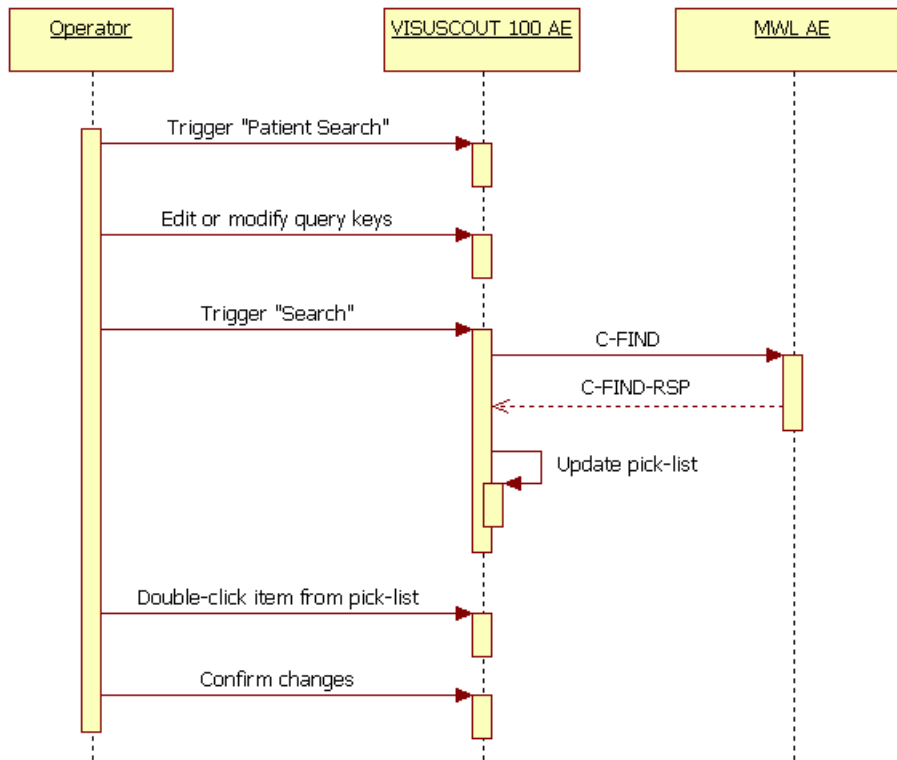 Operator
VISUSCOUT 100 AE
MWL AE
Trigger "Patient Search"
Edit or modify query keys
Trigger "Search"
C-FIND
C-FIND-RSP
Update pick-list
Double-click item from pick-list
Confirm changes